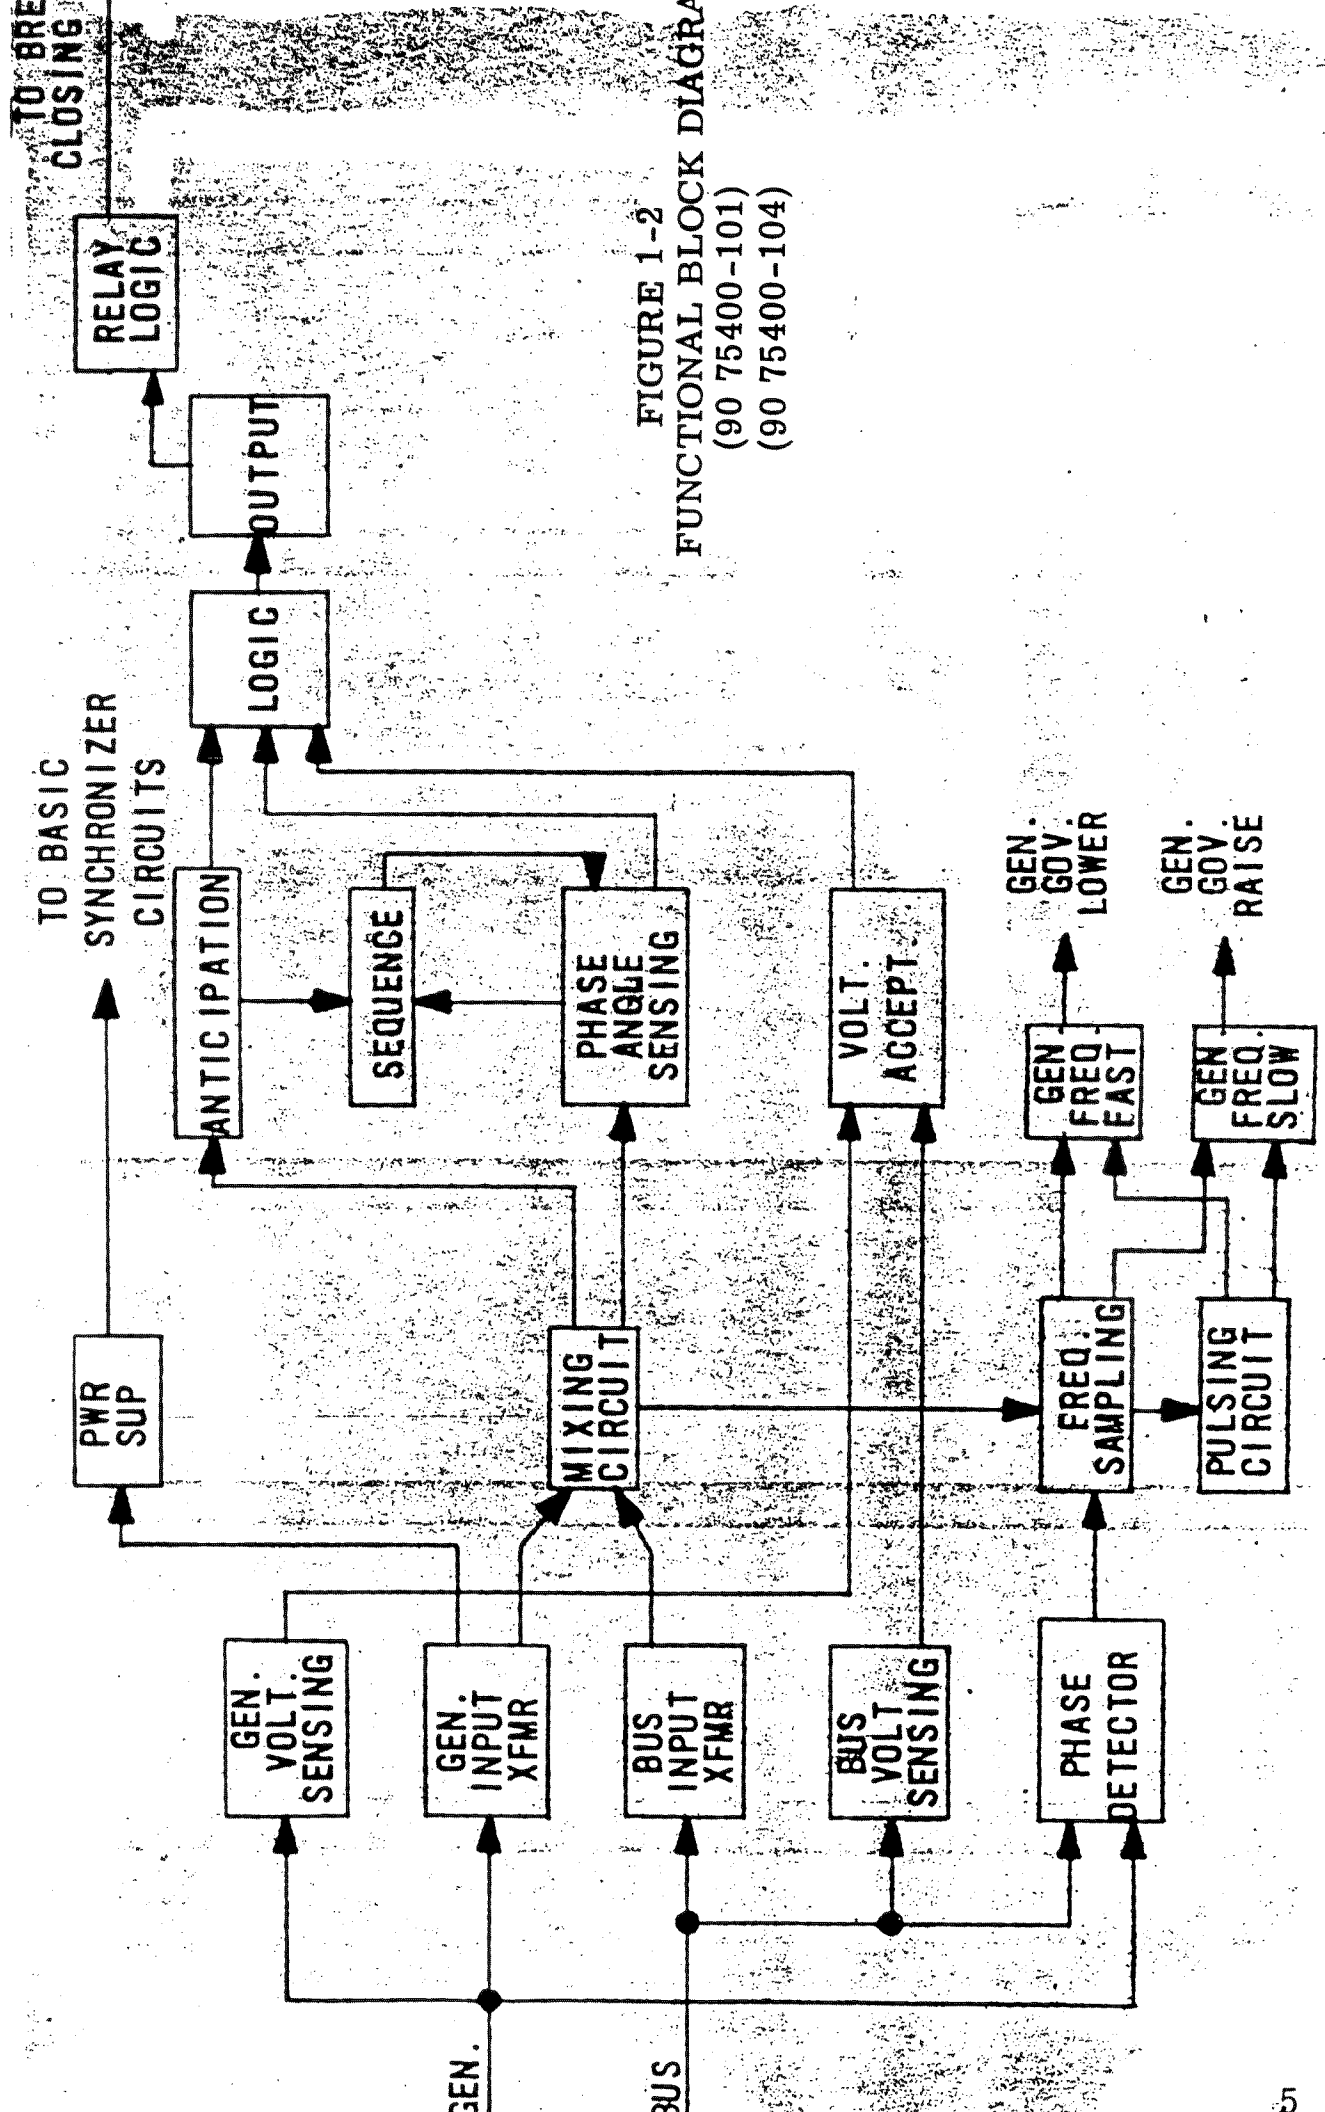 TO BASIC
SYNCHRONIZER
CIRCUITS
PWR
SUP
ANTICIPATION
RELAY
LOGIC
CLOSING
GEN.
VOLT.
SENSING
SEQUENCE
LOGIC
OUTPUT
GEN.
GEN.
INPUT
XFMR
MIXING
CIRCUIT
PHASE
ANGLE
SENSING
BUS
BUS
INPUT
XFMR
BUS
VOLT
SENSING
VOLT.
ACCEPT.
PHASE
DETECTOR
FREQ.
SAMPLING
GEN
FREQ.
FAST
GEN.
GOV.
LOWER
PULSING
CIRCUIT
GEN
FREQ.
SLOW
GEN.
GOV.
RAISE
FIGURE 1-2
FUNCTIONAL BLOCK
(90 75400-101)
(90 75400-104)
5